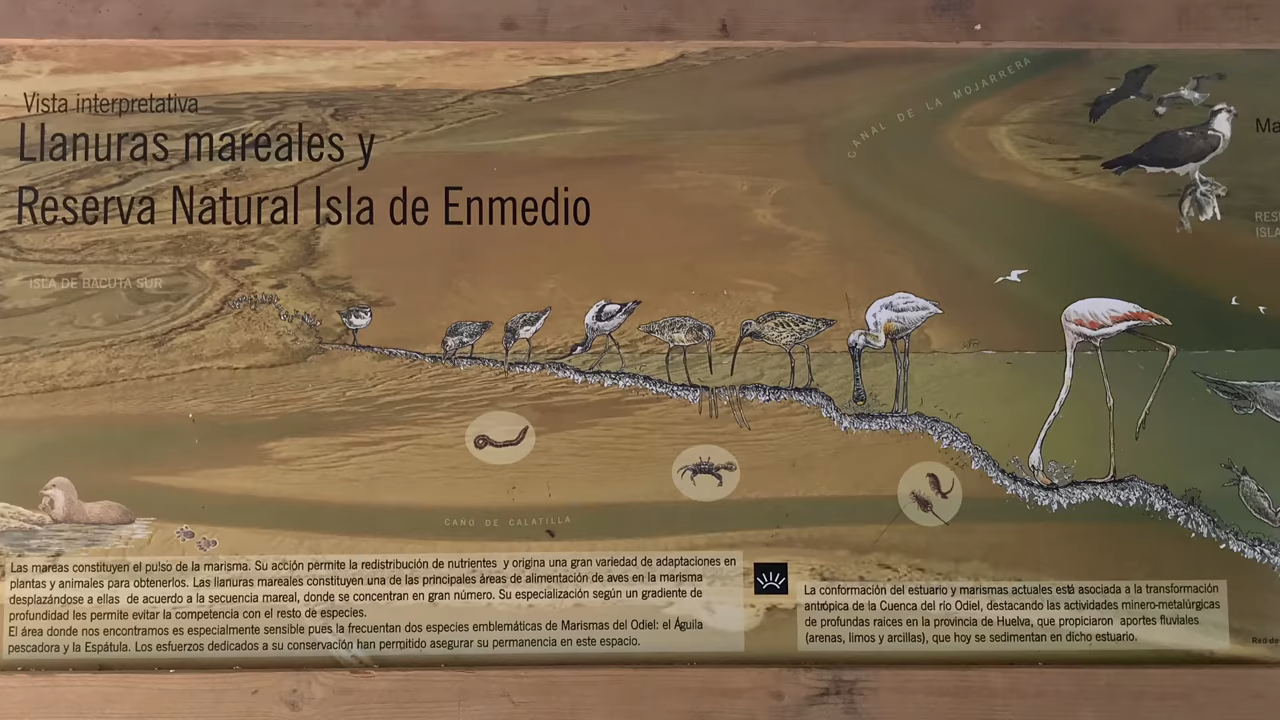 Vista interpretativa
Llanuras mareales y
Reserva Natural Isla de Enmedio
CANAL DE LA MOJARRERA
Ma
RES
ISLA
ISLA DE BACUTA SUR
CAÑO DE CALATILLA
Las mareas constituyen el pulso de la marisma. Su acción permite la redistribución de nutrientes y origina una gran variedad de adaptaciones en
plantas y animales para obtenerlos. Las llanuras mareales constituyen una de las principales áreas de alimentación de aves en la marisma
desplazándose a ellas de acuerdo a la secuencia mareal, donde se concentran en gran número. Su especialización según un gradiente de
profundidad les permite evitar la competencia con el resto de especies.
El área donde nos encontramos es especialmente sensible pues la frecuentan dos especies emblemáticas de Marismas del Odiel: el Águila
pescadora y la Espátula. Los esfuerzos dedicados a su conservación han permitido asegurar su permanencia en este espacio.
La conformación del estuario y marismas actuales está asociada a la transformación
antrópica de la Cuenca del río Odiel, destacando las actividades minero-metalúrgicas
de profundas raices en la provincia de Huelva, que propiciaron aportes fluviales
(arenas, limos y arcillas), que hoy se sedimentan en dicho estuario.
Red de